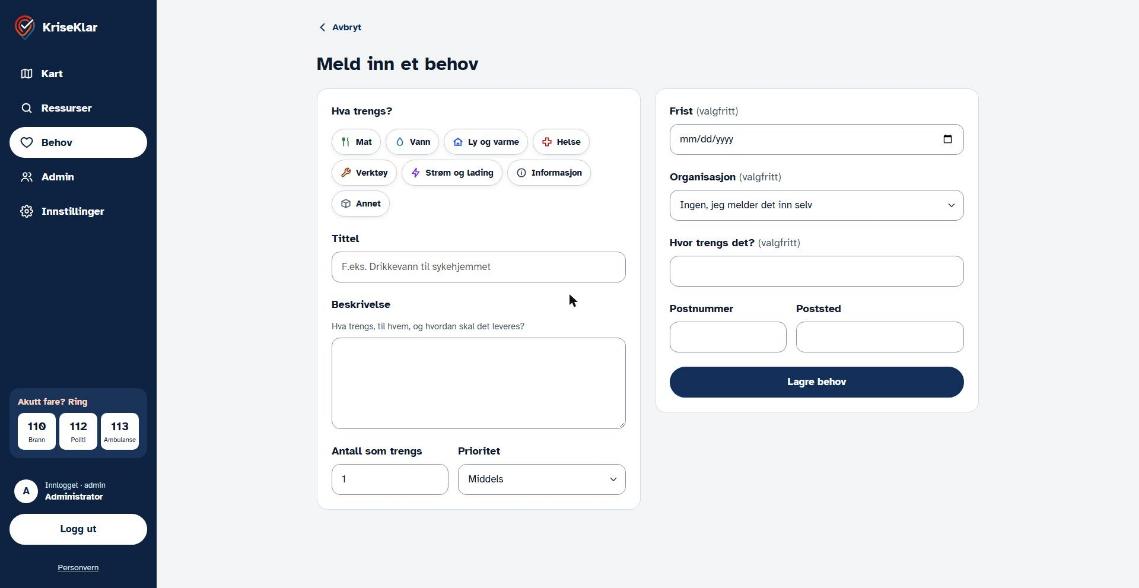 KriseKlar
Kart
Ressurser
Behov
Admin
Innstillinger
Akutt fare? Ring
110 112 113
Brann Politi Ambulanse
A
Innlogget · admin
Administrator
Logg ut
Personvern
Avbryt
Meld inn et behov
Hva trengs?
Mat Vann Ly og varme Helse
Verktøy Strøm og lading Informasjon
Annet
Tittel
F.eks. Drikkevann til sykehjemmet
Beskrivelse
Hva trengs, til hvem, og hvordan skal det leveres?
Antall som trengs Prioritet
1 Middels
Frist (valgfritt)
mm/dd/yyyy
Organisasjon (valgfritt)
Ingen, jeg melder det inn selv
Hvor trengs det? (valgfritt)
Postnummer Poststed
Lagre behov